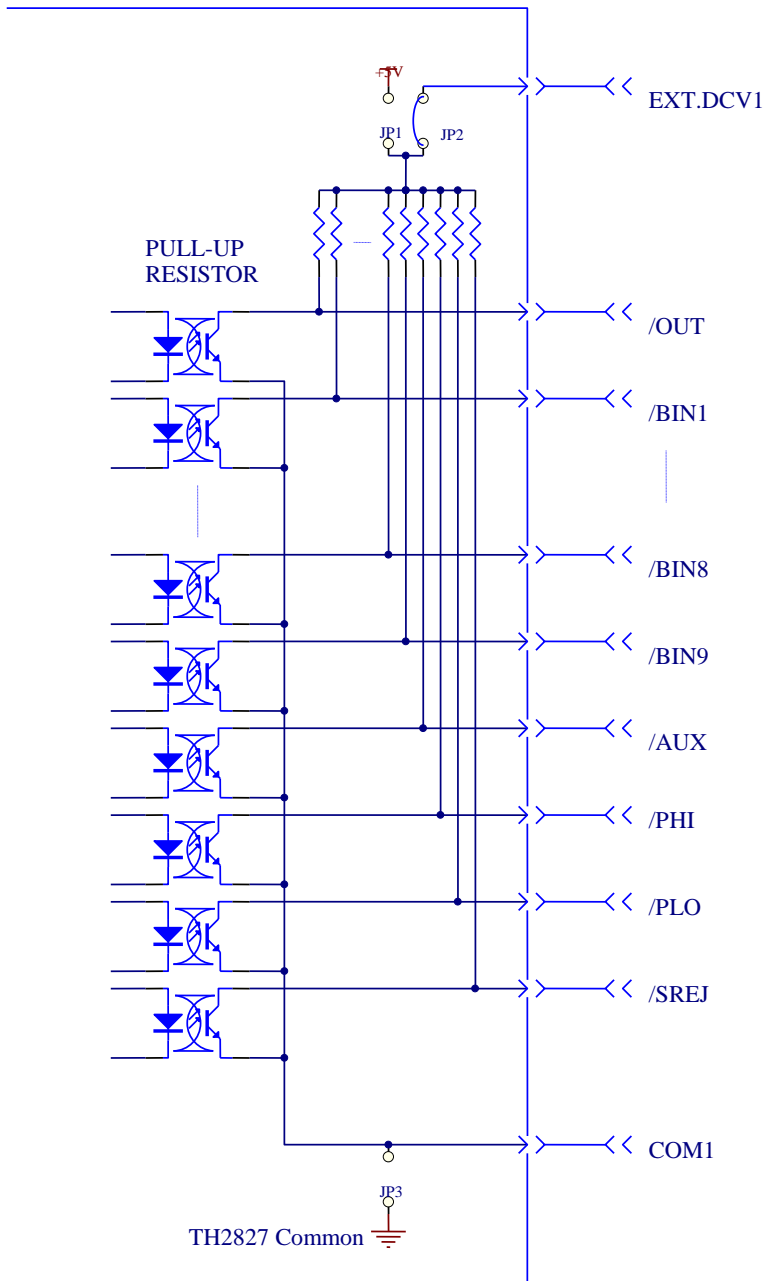 +5V
EXT.DCV1
JP1
JP2
PULL-UP
RESISTOR
/OUT
/BIN1
/BIN8
/BIN9
/AUX
/PHI
/PLO
/SREJ
COM1
JP3
TH2827 Common